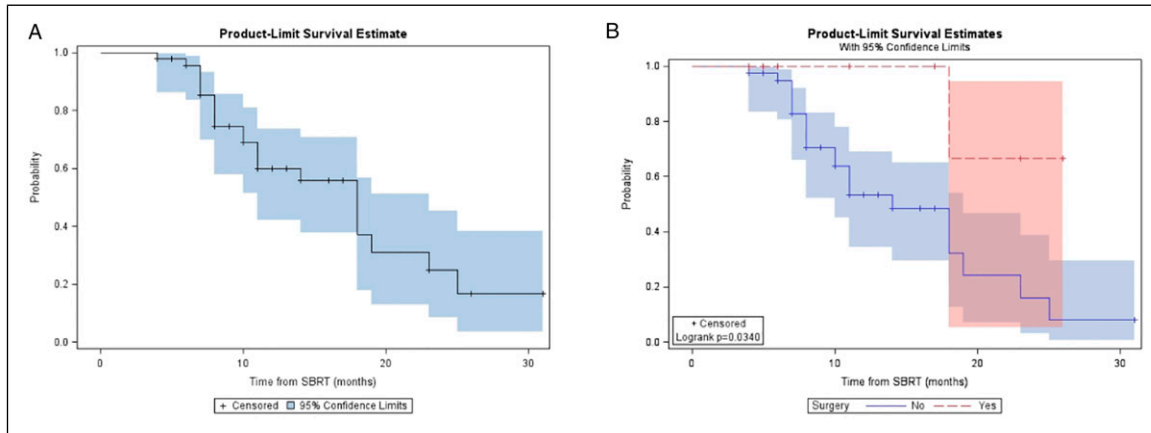 A
Product-Limit Survival Estimate
1.0
0.8
0.6
0.4
0.2
0.0
Probability
0
10
20
30
Time from SBRT (months)
+ Censored 95% Confidence Limits
B
Product-Limit Survival Estimates
With 95% Confidence Limits
1.0
0.8
0.6
0.4
0.2
0.0
Probability
+ Censored
Logrank p=0.0340
0
10
20
30
Time from SBRT (months)
Surgery No Yes